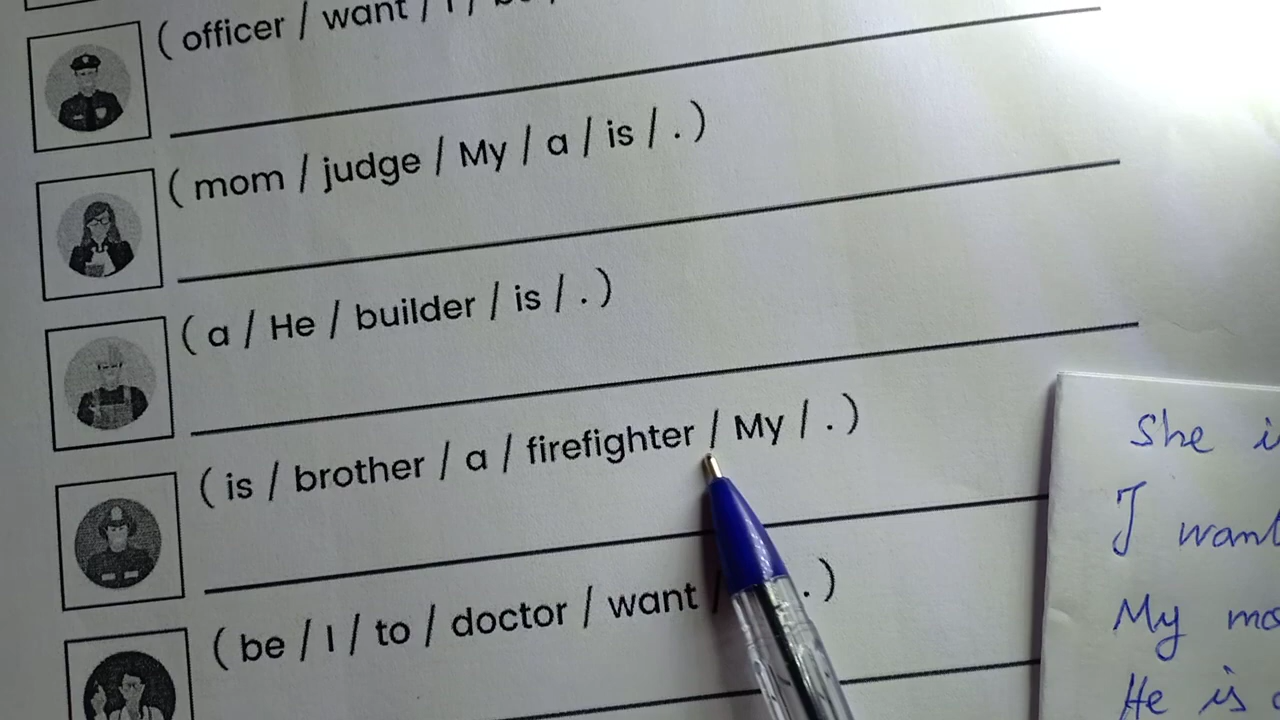 ( officer / want / I /
( mom / judge / My / a / is / . )
( a / He / builder / is / . )
( is / brother / a / firefighter / My / . )
( be / I / to / doctor / want / . )
She
I want
My
He is